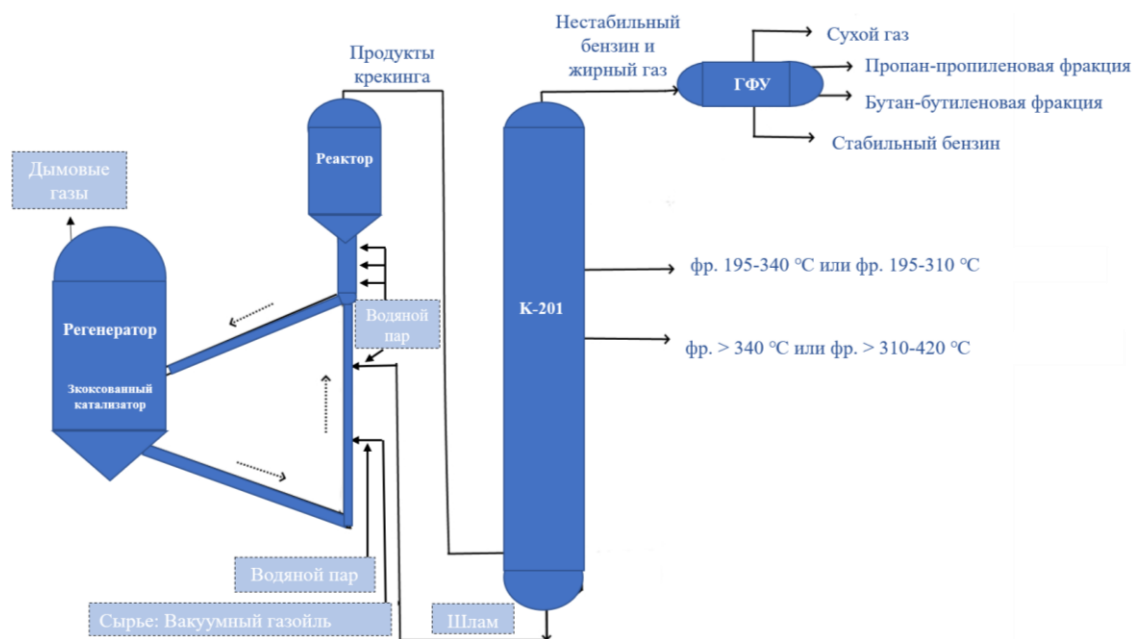 Нестабильный
бензин и
жирный газ
Сухой газ
Пропан-пропиленовая фракция
ГФУ
Бутан-бутиленовая фракция
Стабильный бензин
Продукты
крекинга
Реактор
Дымовые
газы
фр. 195-340 °С или фр. 195-310 °С
К-201
Водяной
пар
Регенератор
фр. > 340 °С или фр. > 310-420 °С
Зкоксованный
катализатор
Водяной пар
Сырье: Вакуумный газойль
Шлам